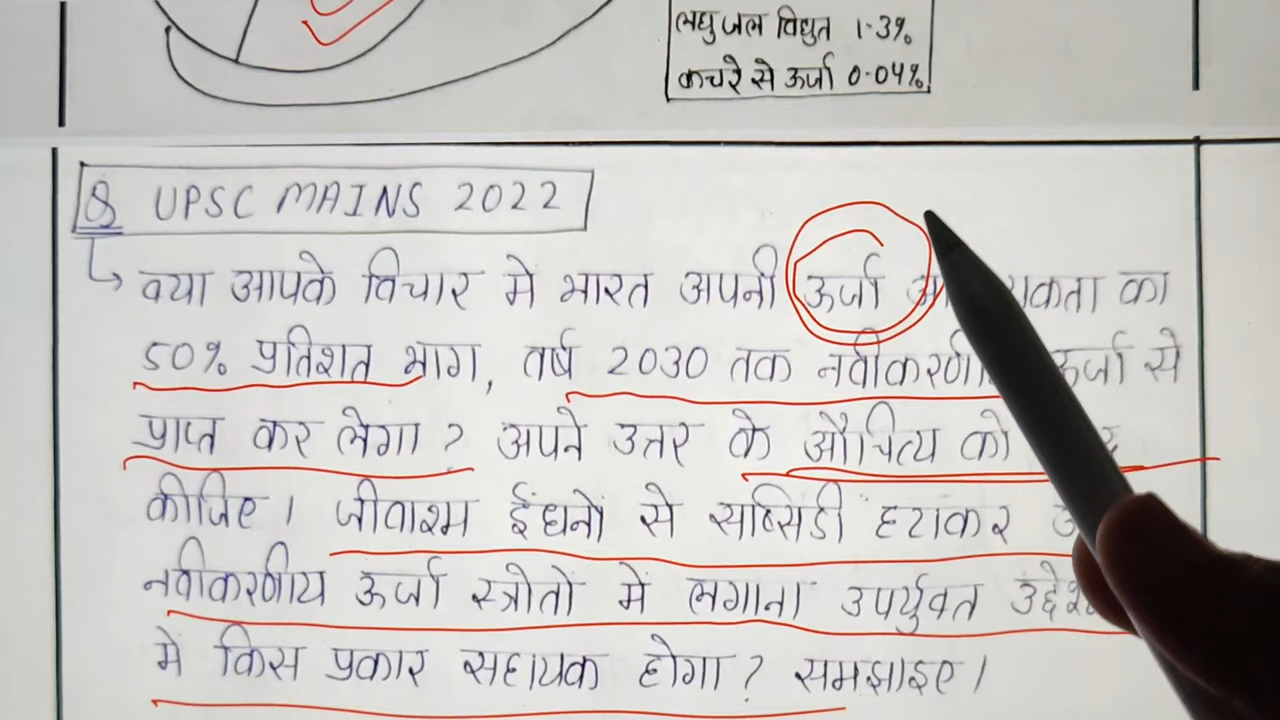 लघु जल विद्युत 1.3%
कचरे से ऊर्जा 0.04%
Q UPSC MAINS 2022
क्या आपके विचार मे भारत अपनी ऊर्जा का
50% प्रतिशत भाग, वर्ष 2030 तक ऊर्जा से
प्राप्त कर लेगा? अपने उत्तर के औचित्य को
कीजिए। जीवाश्म ईंधनों से सब्सिडी हटाकर
नवीकरणीय ऊर्जा स्त्रोतों में लगाना उपर्युक्त
मे किस प्रकार सहायक होगा? समझाइए।